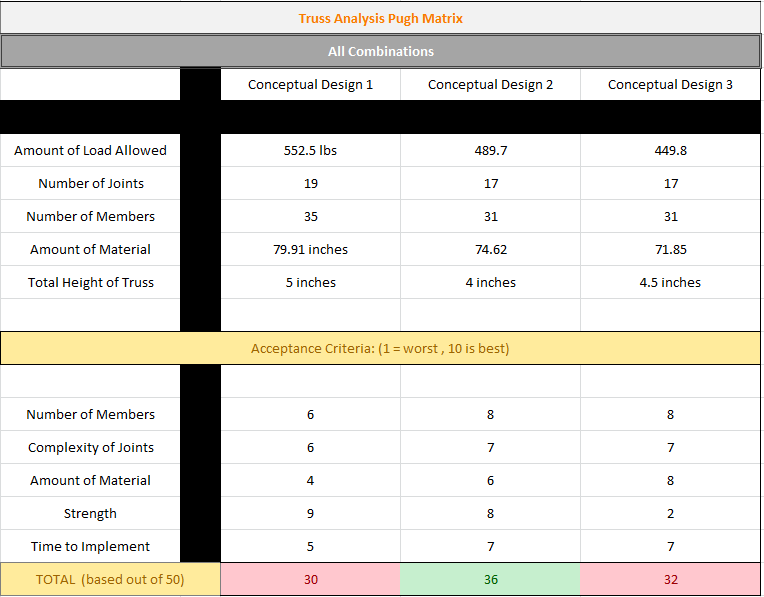 Truss Analysis Pugh Matrix
All Combinations
Conceptual Design 1 Conceptual Design 2 Conceptual Design 3
Amount of Load Allowed 552.5 lbs 489.7 449.8
Number of Joints 19 17 17
Number of Members 35 31 31
Amount of Material 79.91 inches 74.62 71.85
Total Height of Truss 5 inches 4 inches 4.5 inches
Acceptance Criteria: (1 = worst , 10 is best)
Number of Members 6 8 8
Complexity of Joints 6 7 7
Amount of Material 4 6 8
Strength 9 8 2
Time to Implement 5 7 7
TOTAL (based out of 50) 30 36 32